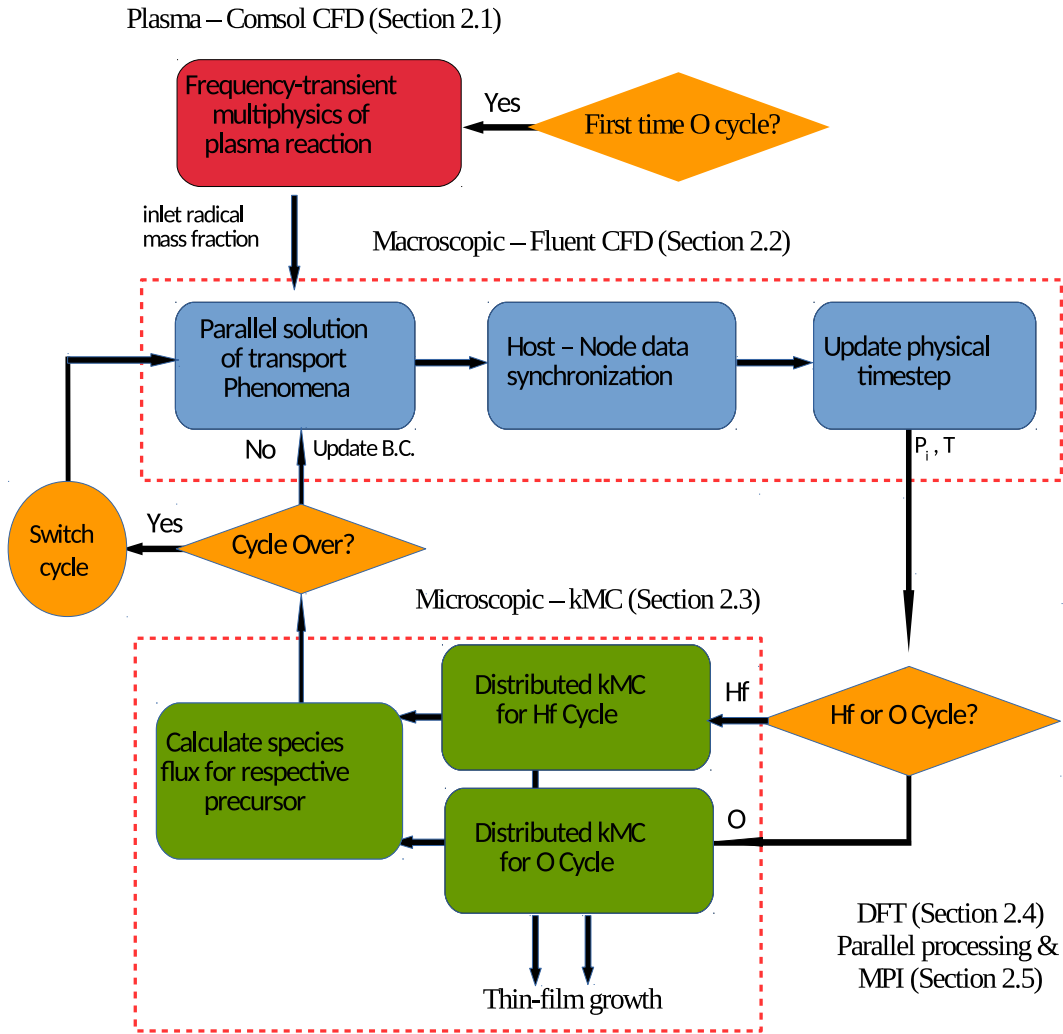 Plasma – Comsol CFD (Section 2.1)
Frequency-transient
multiphysics of
plasma reaction
Yes
First time O cycle?
inlet radical
mass fraction
Macroscopic – Fluent CFD (Section 2.2)
Parallel solution
of transport
Phenomena
Host – Node data
synchronization
Update physical
timestep
No
Update B.C.
P_i , T
Switch
cycle
Yes
Cycle Over?
Microscopic – kMC (Section 2.3)
Distributed kMC
for Hf Cycle
Hf
Hf or O Cycle?
Calculate species
flux for respective
precursor
Distributed kMC
for O Cycle
O
Thin-film growth
DFT (Section 2.4)
Parallel processing &
MPI (Section 2.5)